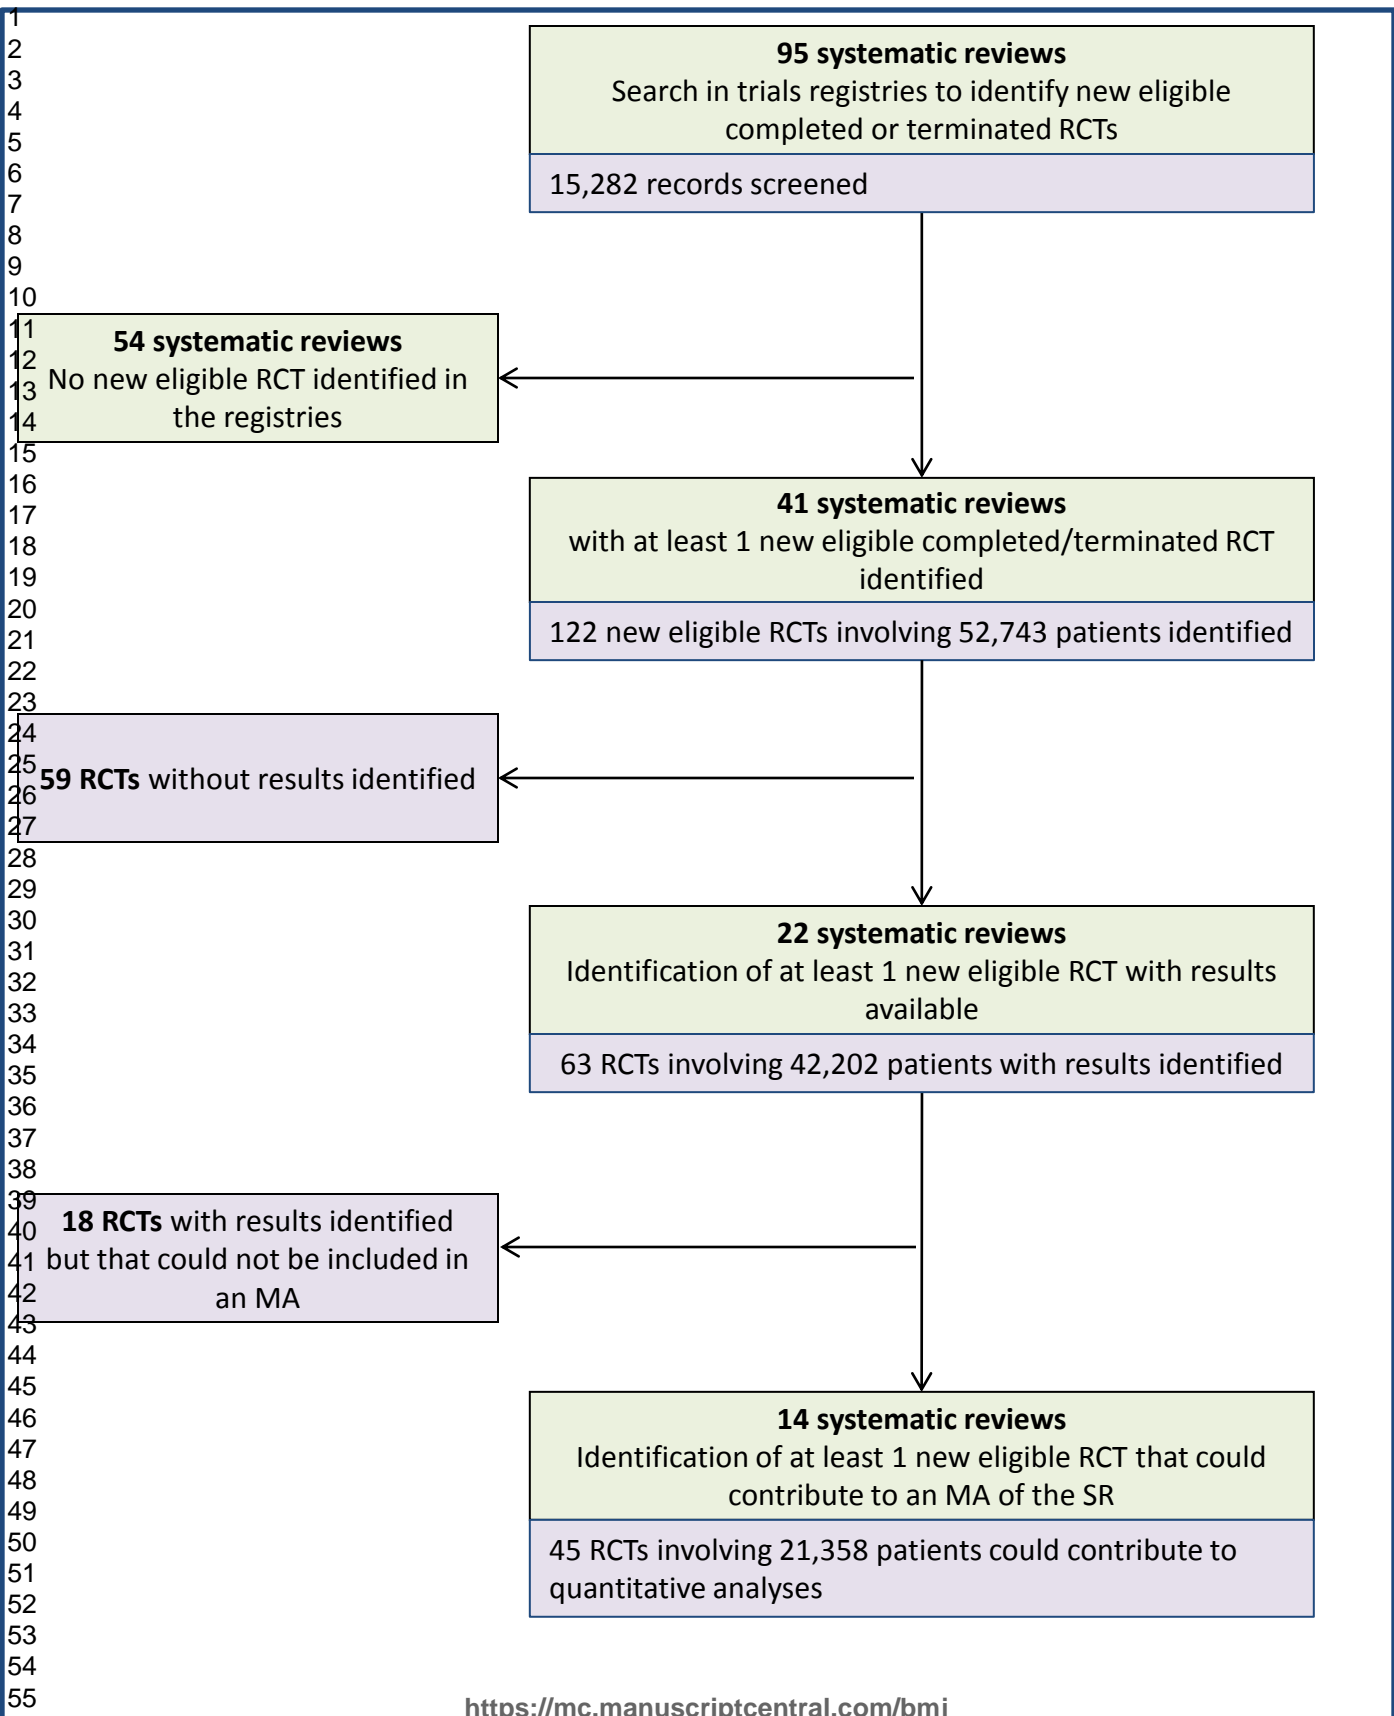 1
2
3
4
5
6
7
8
9
10
11
12
13
14
15
16
17
18
19
20
21
22
23
24
25
26
27
28
29
30
31
32
33
34
35
36
37
38
39
40
41
42
43
44
45
46
47
48
49
50
51
52
53
54
55
95 systematic reviews
Search in trials registries to identify new eligible
completed or terminated RCTs
15,282 records screened
54 systematic reviews
No new eligible RCT identified in
the registries
41 systematic reviews
with at least 1 new eligible completed/terminated RCT
identified
122 new eligible RCTs involving 52,743 patients identified
59 RCTs without results identified
22 systematic reviews
Identification of at least 1 new eligible RCT with results
available
63 RCTs involving 42,202 patients with results identified
18 RCTs with results identified
but that could not be included in
an MA
14 systematic reviews
Identification of at least 1 new eligible RCT that could
contribute to an MA of the SR
45 RCTs involving 21,358 patients could contribute to
quantitative analyses
https://mc.manuscriptcentral.com/bmj